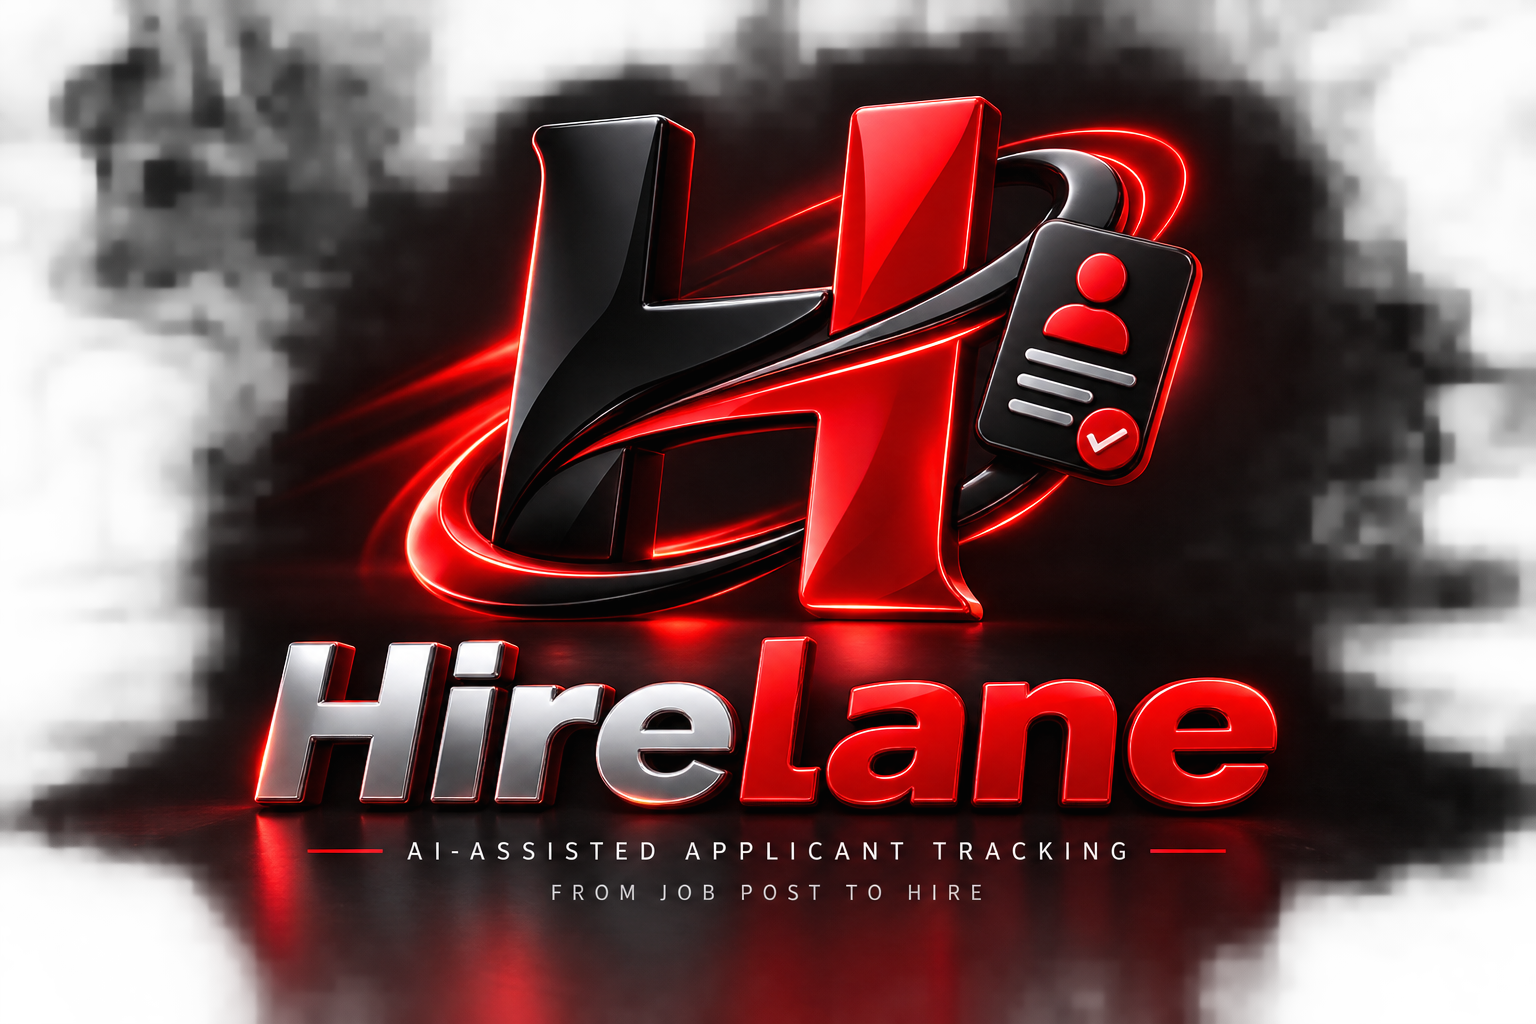 H
HireLane
AI-ASSISTED APPLICANT TRACKING
FROM JOB POST TO HIRE